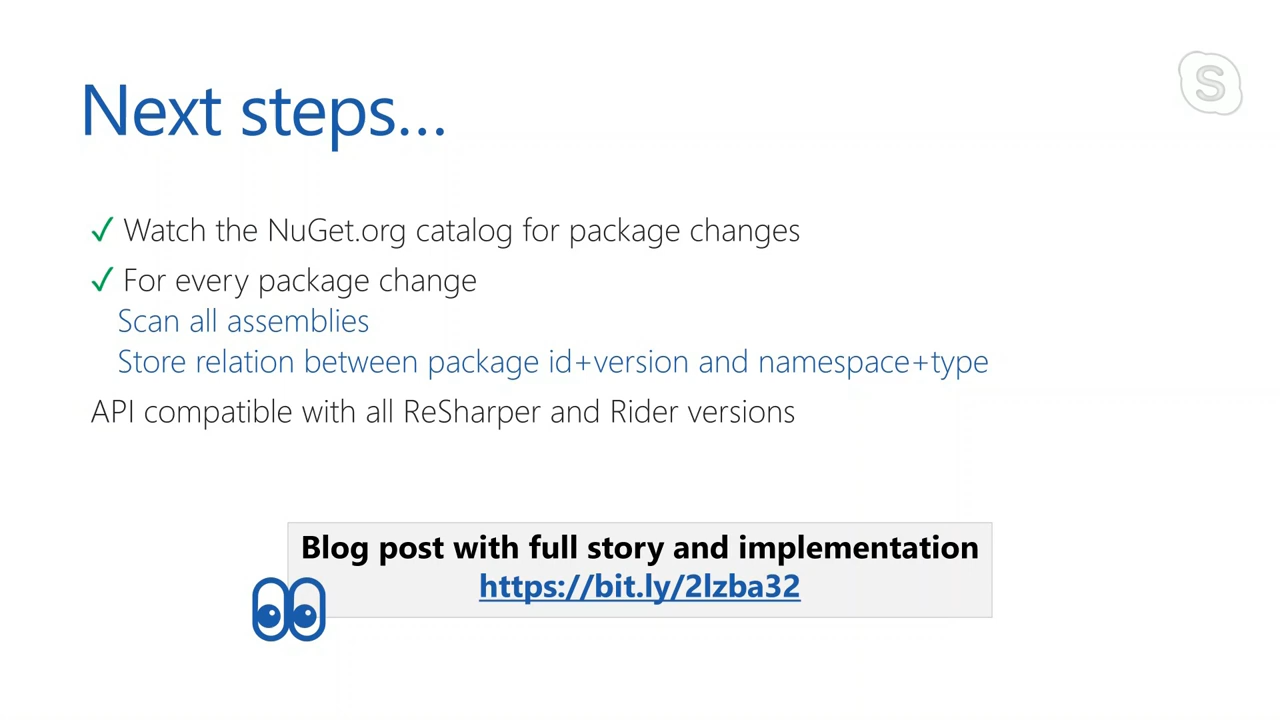 Next steps…
S
✓ Watch the NuGet.org catalog for package changes
✓ For every package change
Scan all assemblies
Store relation between package id+version and namespace+type
API compatible with all ReSharper and Rider versions
Blog post with full story and implementation
https://bit.ly/2lzba32